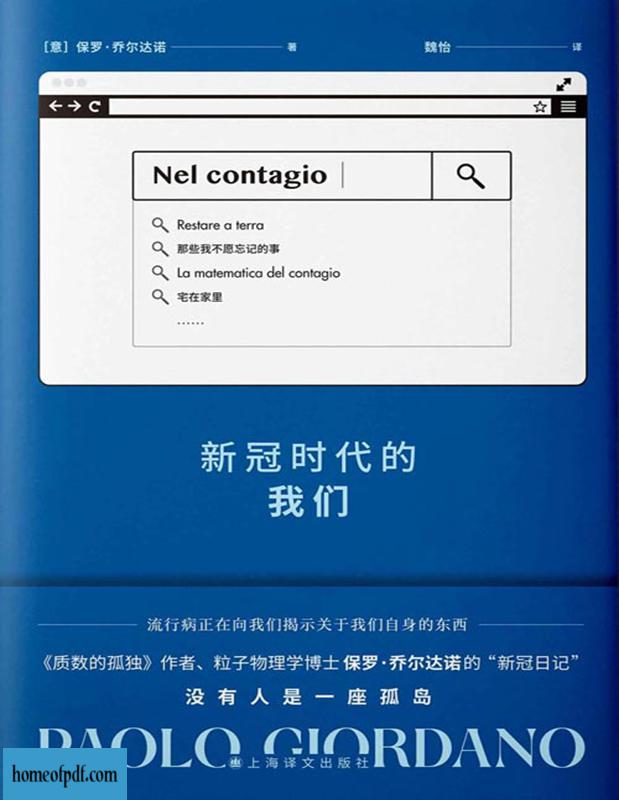 [意] 保罗·乔尔达诺 著 魏怡 译
Nel contagio
Restare a terra
那些我不愿忘记的事
La matematica del contagio
宅在家里
......
新冠时代的
我们
流行病正在向我们揭示关于我们自身的东西
《质数的孤独》作者、粒子物理学博士保罗·乔尔达诺的“新冠日记”
没有人是一座孤岛
PAOLO GIORDANO
上海译文出版社
homeofpdf.com